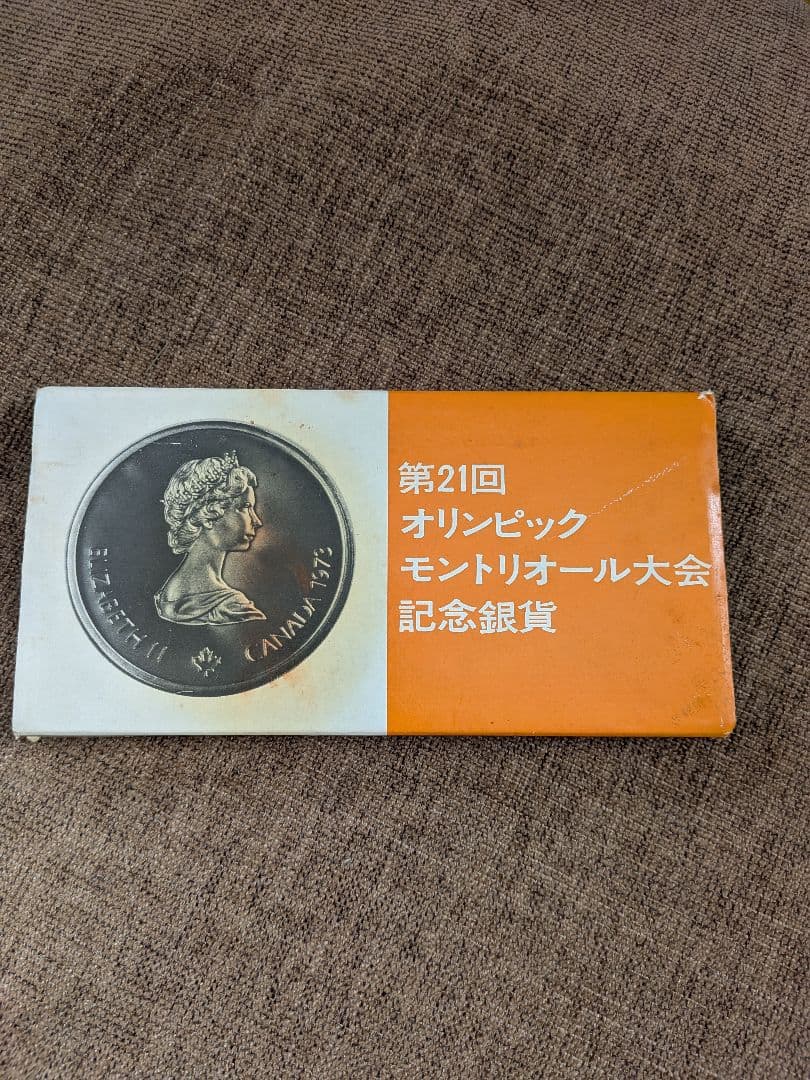 ELIZABETH II CANADA 1973
第21回
オリンピック
モントリオール大会
記念銀貨